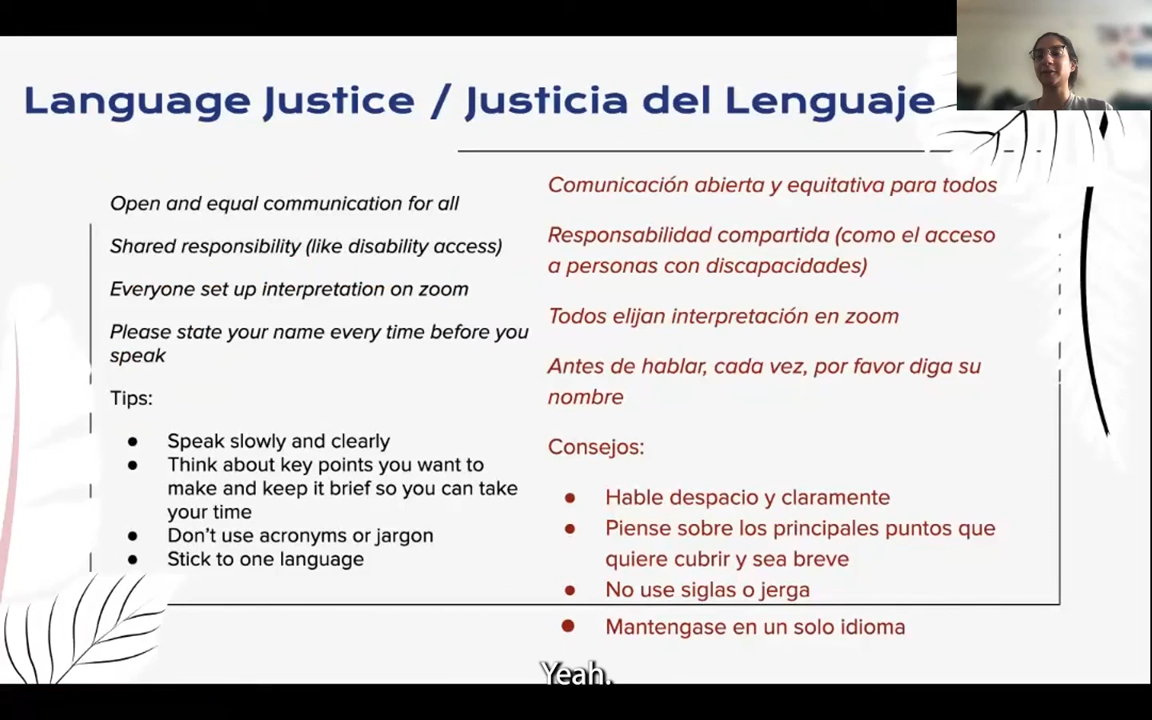 Language Justice / Justicia del Lenguaje
Open and equal communication for all
Shared responsibility (like disability access)
Everyone set up interpretation on zoom
Please state your name every time before you
speak
Tips:
● Speak slowly and clearly
● Think about key points you want to
make and keep it brief so you can take
your time
● Don’t use acronyms or jargon
● Stick to one language
Comunicación abierta y equitativa para todos
Responsabilidad compartida (como el acceso
a personas con discapacidades)
Todos elijan interpretación en zoom
Antes de hablar, cada vez, por favor diga su
nombre
Consejos:
● Hable despacio y claramente
● Piense sobre los principales puntos que
quiere cubrir y sea breve
● No use siglas o jerga
● Mantengase en un solo idioma
Yeah.